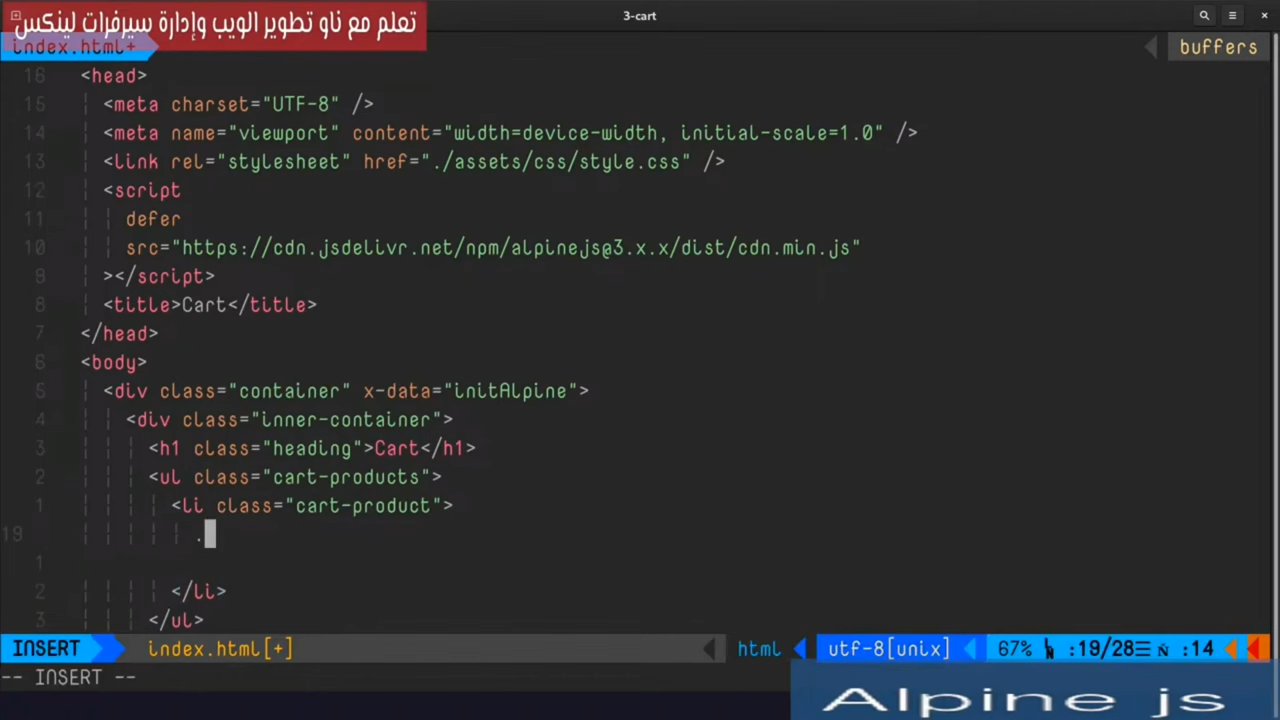 3-cart
تعلم مع ناو تطوير الويب وإدارة سيرفرات لينكس
index.html+
buffers
16 <head>
15 <meta charset="UTF-8" />
14 <meta name="viewport" content="width=device-width, initial-scale=1.0" />
13 <link rel="stylesheet" href="./assets/css/style.css" />
12 <script
11 defer
10 src="https://cdn.jsdelivr.net/npm/alpinejs@3.x.x/dist/cdn.min.js"
9 ></script>
8 <title>Cart</title>
7 </head>
6 <body>
5 <div class="container" x-data="initAlpine">
4 <div class="inner-container">
3 <h1 class="heading">Cart</h1>
2 <ul class="cart-products">
1 <li class="cart-product">
19 .
1
2 </li>
3 </ul>
INSERT index.html[+] html utf-8[unix] 67% :19/28☰ :14
-- INSERT --
Alpine js